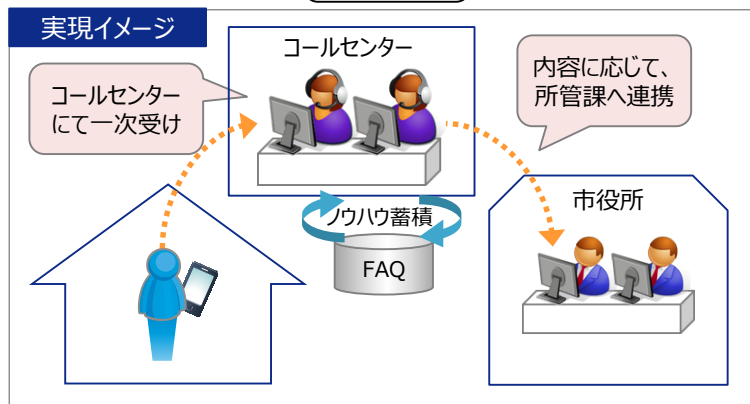 実現イメージ
コールセンター
コールセンター
にて一次受け
内容に応じて、
所管課へ連携
ノウハウ蓄積
FAQ
市役所